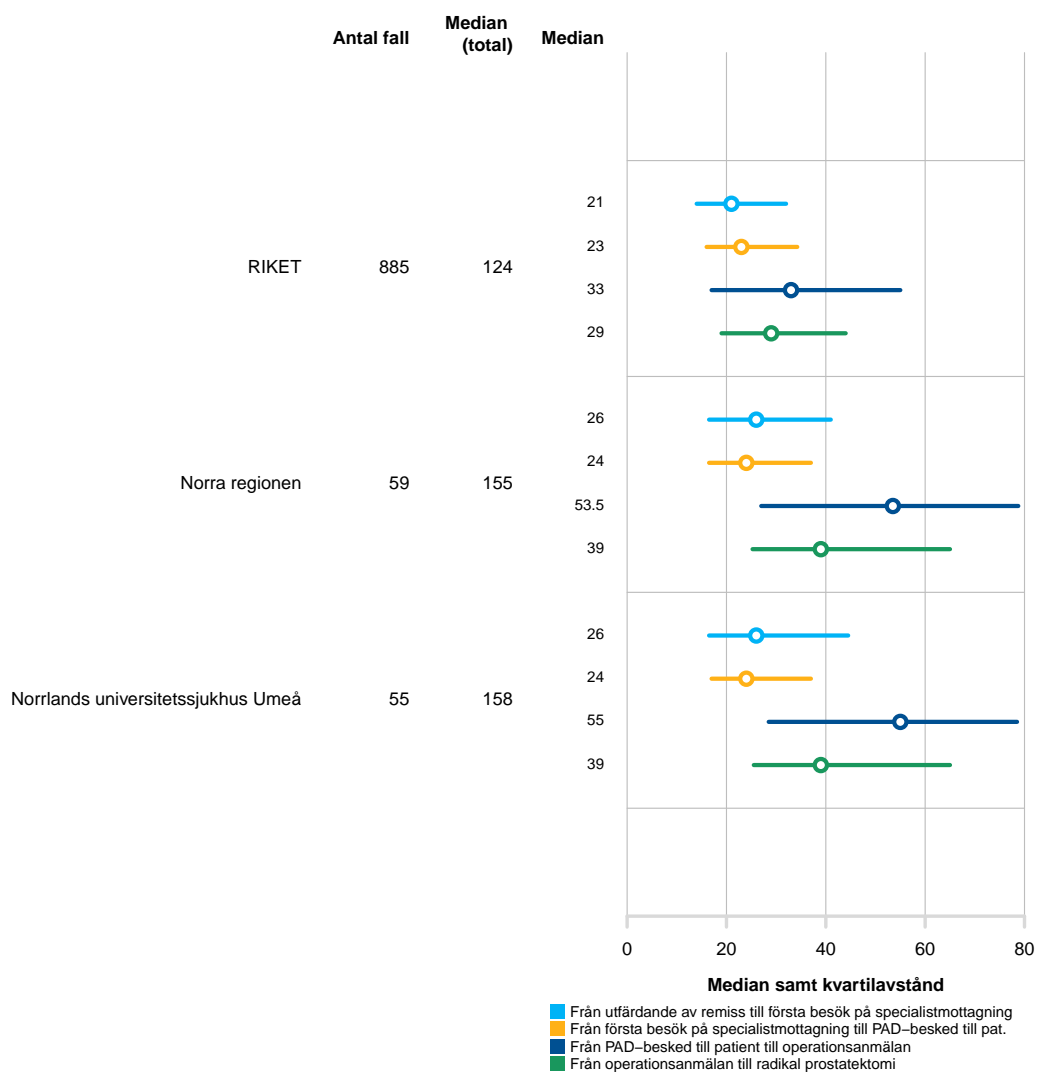 Antal fall Median (total) Median
21
23
RIKET 885 124
33
29
26
24
Norra regionen 59 155
53.5
39
26
24
Norrlands universitetssjukhus Umeå 55 158
55
39
0 20 40 60 80
Median samt kvartilavstånd
Från utfärdande av remiss till första besök på specialistmottagning
Från första besök på specialistmottagning till PAD−besked till pat.
Från PAD−besked till patient till operationsanmälan
Från operationsanmälan till radikal prostatektomi